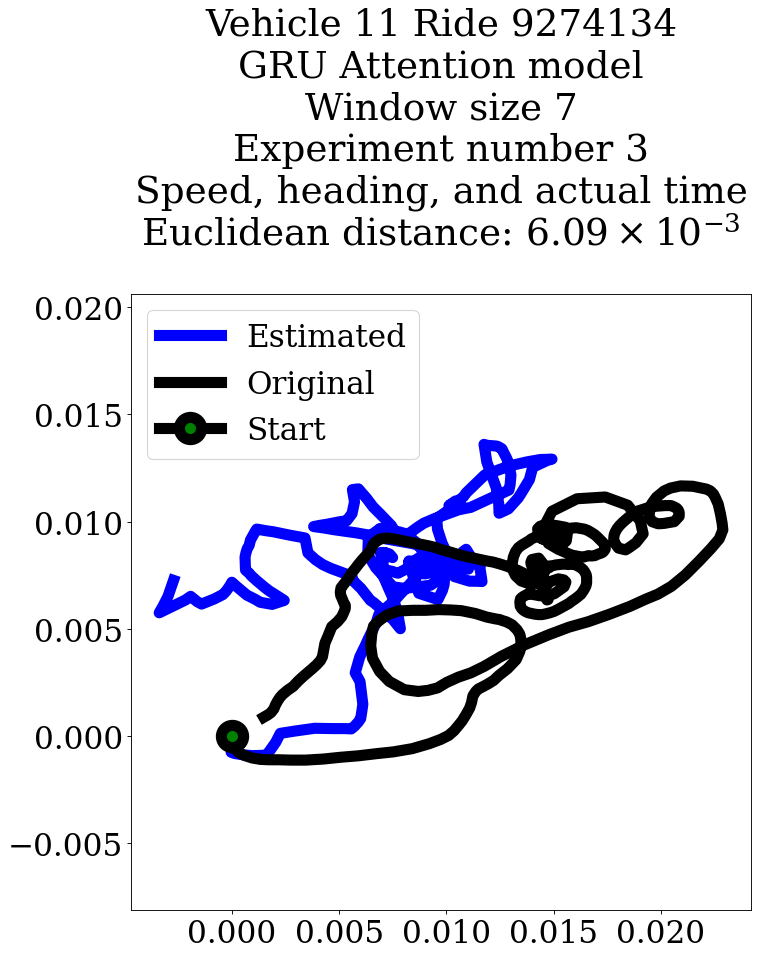 Vehicle 11 Ride 9274134
GRU Attention model
Window size 7
Experiment number 3
Speed, heading, and actual time
Euclidean distance: 6.09 × 10⁻³
Estimated
Original
Start
0.020
0.015
0.010
0.005
0.000
−0.005
0.000 0.005 0.010 0.015 0.020